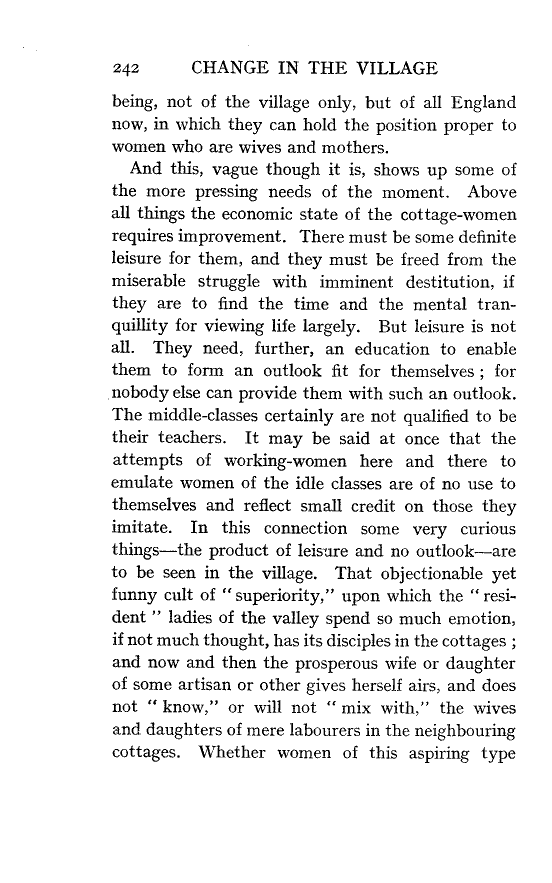 242 CHANGE IN THE VILLAGE
being, not of the village only, but of all England
now, in which they can hold the position proper to
women who are wives and mothers.
And this, vague though it is, shows up some of
the more pressing needs of the moment. Above
all things the economic state of the cottage-women
requires improvement. There must be some definite
leisure for them, and they must be freed from the
miserable struggle with imminent destitution, if
they are to find the time and the mental tran-
quillity for viewing life largely. But leisure is not
all. They need, further, an education to enable
them to form an outlook fit for themselves ; for
nobody else can provide them with such an outlook.
The middle-classes certainly are not qualified to be
their teachers. It may be said at once that the
attempts of working-women here and there to
emulate women of the idle classes are of no use to
themselves and reflect small credit on those they
imitate. In this connection some very curious
things—the product of leisure and no outlook—are
to be seen in the village. That objectionable yet
funny cult of " superiority," upon which the " resi-
dent " ladies of the valley spend so much emotion,
if not much thought, has its disciples in the cottages ;
and now and then the prosperous wife or daughter
of some artisan or other gives herself airs, and does
not " know," or will not " mix with," the wives
and daughters of mere labourers in the neighbouring
cottages. Whether women of this aspiring type